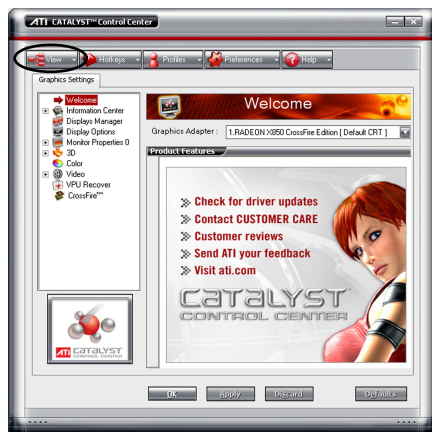 ATI CATALYST™ Control Center
View Hotkeys Profiles Preferences Help
Graphics Settings
Welcome
Information Center
Displays Manager
Display Options
Monitor Properties 0
3D
Color
Video
VPU Recover
CrossFire™
ATI CATALYST
CONTROL CENTER
Welcome
Graphics Adapter : 1.RADEON X850 CrossFire Edition [ Default CRT ]
Product Features
Check for driver updates
Contact CUSTOMER CARE
Customer reviews
Send ATI your feedback
Visit ati.com
CATALYST
CONTROL CENTER
OK Apply Discard Defaults